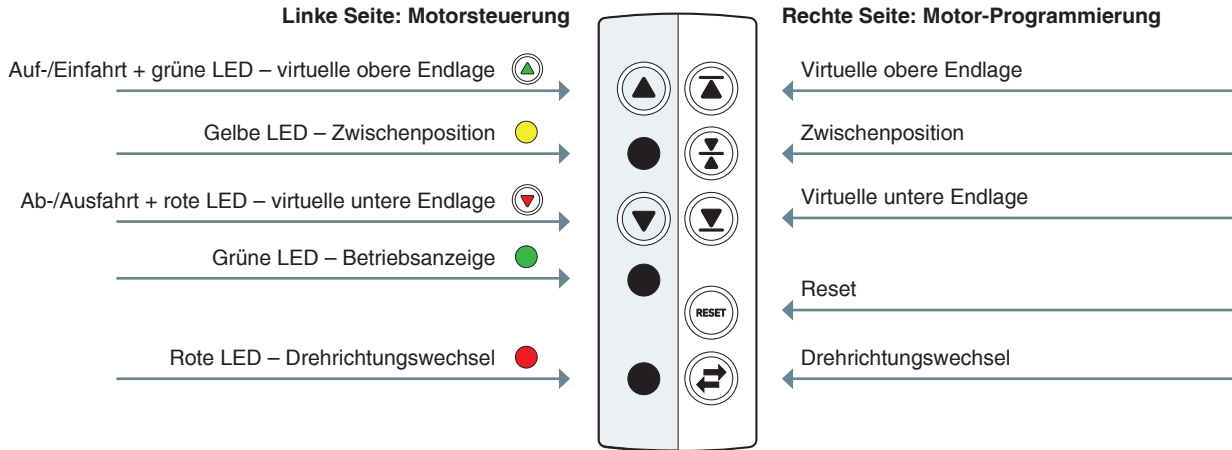 Linke Seite: Motorsteuerung
Rechte Seite: Motor-Programmierung
Auf-/Einfahrt + grüne LED – virtuelle obere Endlage
Virtuelle obere Endlage
Gelbe LED – Zwischenposition
Zwischenposition
Ab-/Ausfahrt + rote LED – virtuelle untere Endlage
Virtuelle untere Endlage
Grüne LED – Betriebsanzeige
Reset
RESET
Rote LED – Drehrichtungswechsel
Drehrichtungswechsel